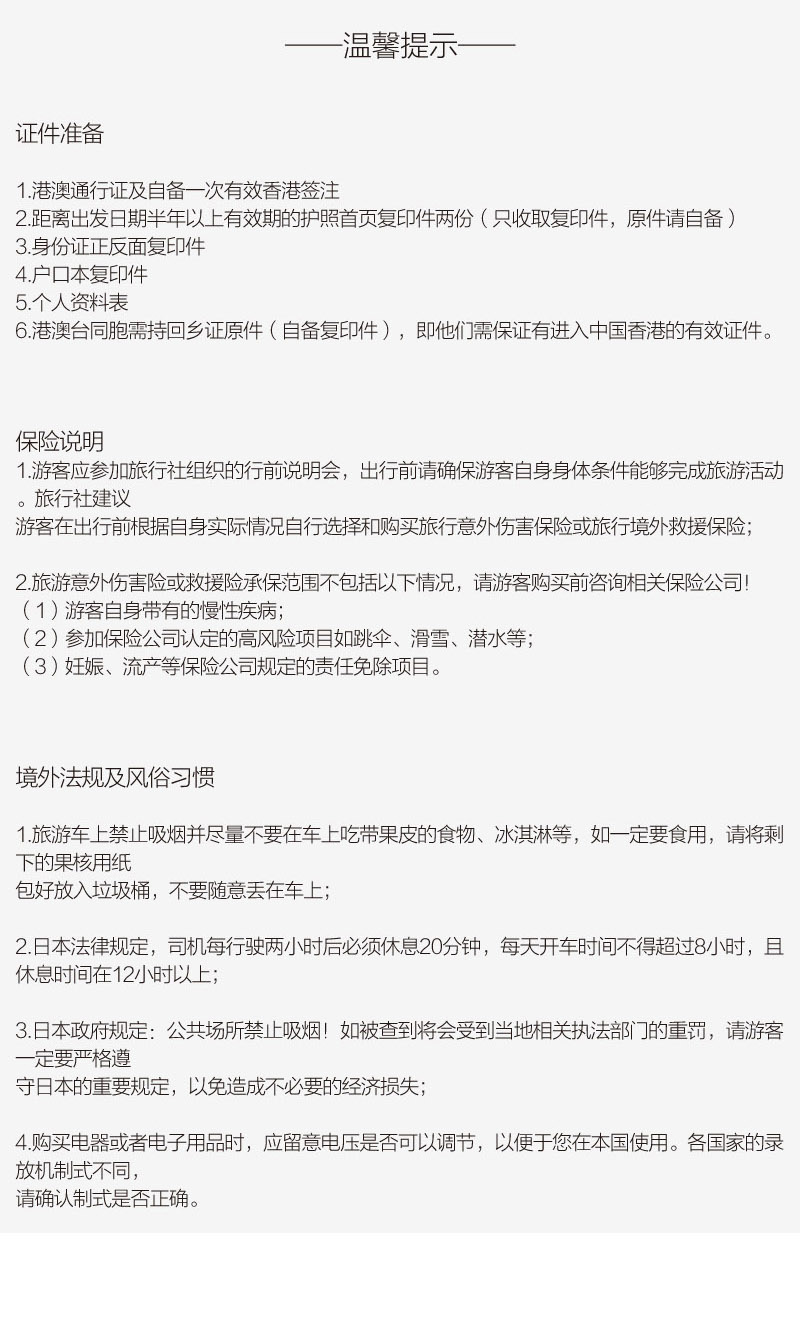 ——温馨提示——
证件准备
1.港澳通行证及自备一次有效香港签注
2.距离出发日期半年以上有效期的护照首页复印件两份（只收取复印件，原件请自备）
3.身份证正反面复印件
4.户口本复印件
5.个人资料表
6.港澳台同胞需持回乡证原件（自备复印件），即他们需保证有进入中国香港的有效证件。
保险说明
1.游客应参加旅行社组织的行前说明会，出行前请确保游客自身身体条件能够完成旅游活动
。旅行社建议
游客在出行前根据自身实际情况自行选择和购买旅行意外伤害保险或旅行境外救援保险；
2.旅游意外伤害险或救援险承保范围不包括以下情况，请游客购买前咨询相关保险公司！
（1）游客自身带有的慢性疾病；
（2）参加保险公司认定的高风险项目如跳伞、滑雪、潜水等；
（3）妊娠、流产等保险公司规定的责任免除项目。
境外法规及风俗习惯
1.旅游车上禁止吸烟并尽量不要在车上吃带果皮的食物、冰淇淋等，如一定要食用，请将剩
下的果核用纸
包好放入垃圾桶，不要随意丢在车上；
2.日本法律规定，司机每行驶两小时后必须休息20分钟，每天开车时间不得超过8小时，且
休息时间在12小时以上；
3.日本政府规定：公共场所禁止吸烟！如被查到将会受到当地相关执法部门的重罚，请游客
一定要严格遵
守日本的重要规定，以免造成不必要的经济损失；
4.购买电器或者电子用品时，应留意电压是否可以调节，以便于您在本国使用。各国家的录
放机制式不同，
请确认制式是否正确。